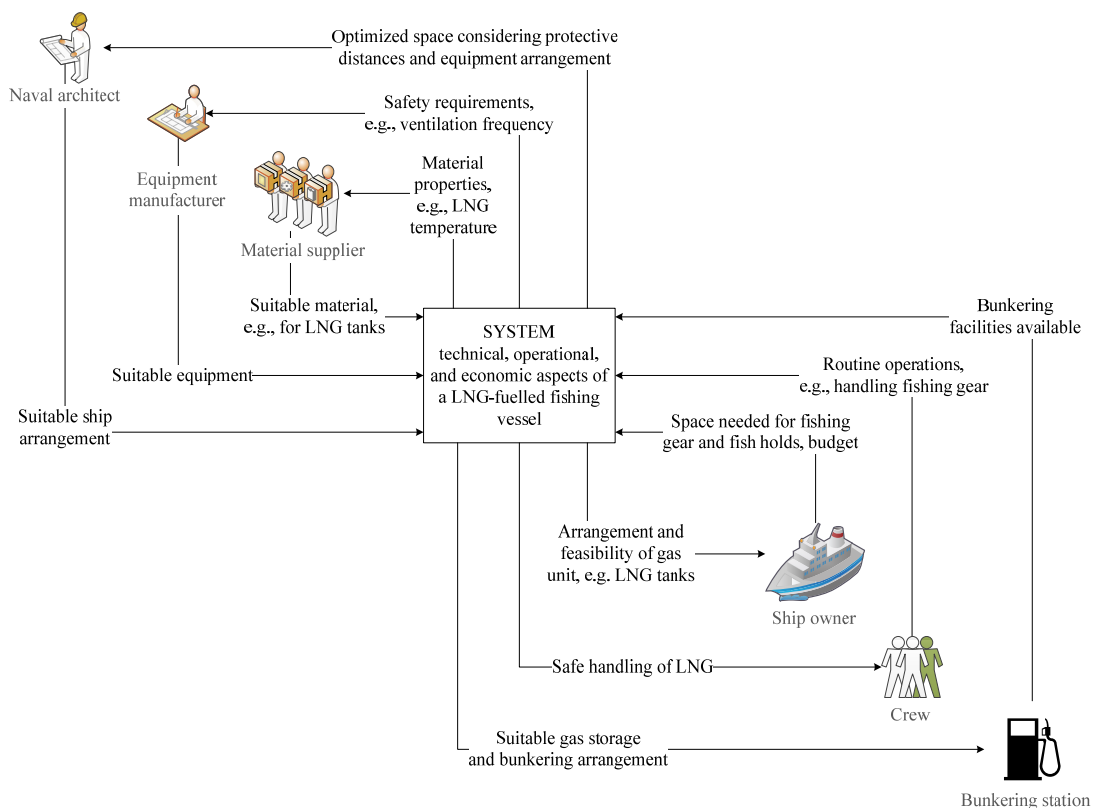 Optimized space considering protective
distances and equipment arrangement
Naval architect
Safety requirements,
e.g., ventilation frequency
Equipment
manufacturer
Material
properties,
e.g., LNG
temperature
Material supplier
Suitable material,
e.g., for LNG tanks
Suitable equipment
Suitable ship
arrangement
SYSTEM
technical, operational,
and economic aspects of
a LNG-fuelled fishing
vessel
Bunkering
facilities available
Routine operations,
e.g., handling fishing gear
Space needed for fishing
gear and fish holds, budget
Arrangement and
feasibility of gas
unit, e.g. LNG tanks
Ship owner
Safe handling of LNG
Crew
Suitable gas storage
and bunkering arrangement
Bunkering station